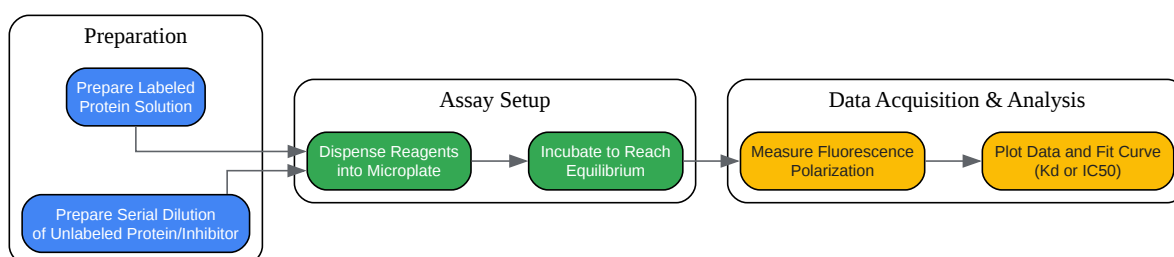 Preparation
Prepare Labeled
Protein Solution
Prepare Serial Dilution
of Unlabeled Protein/Inhibitor
Assay Setup
Dispense Reagents
into Microplate
Incubate to Reach
Equilibrium
Data Acquisition & Analysis
Measure Fluorescence
Polarization
Plot Data and Fit Curve
(Kd or IC50)